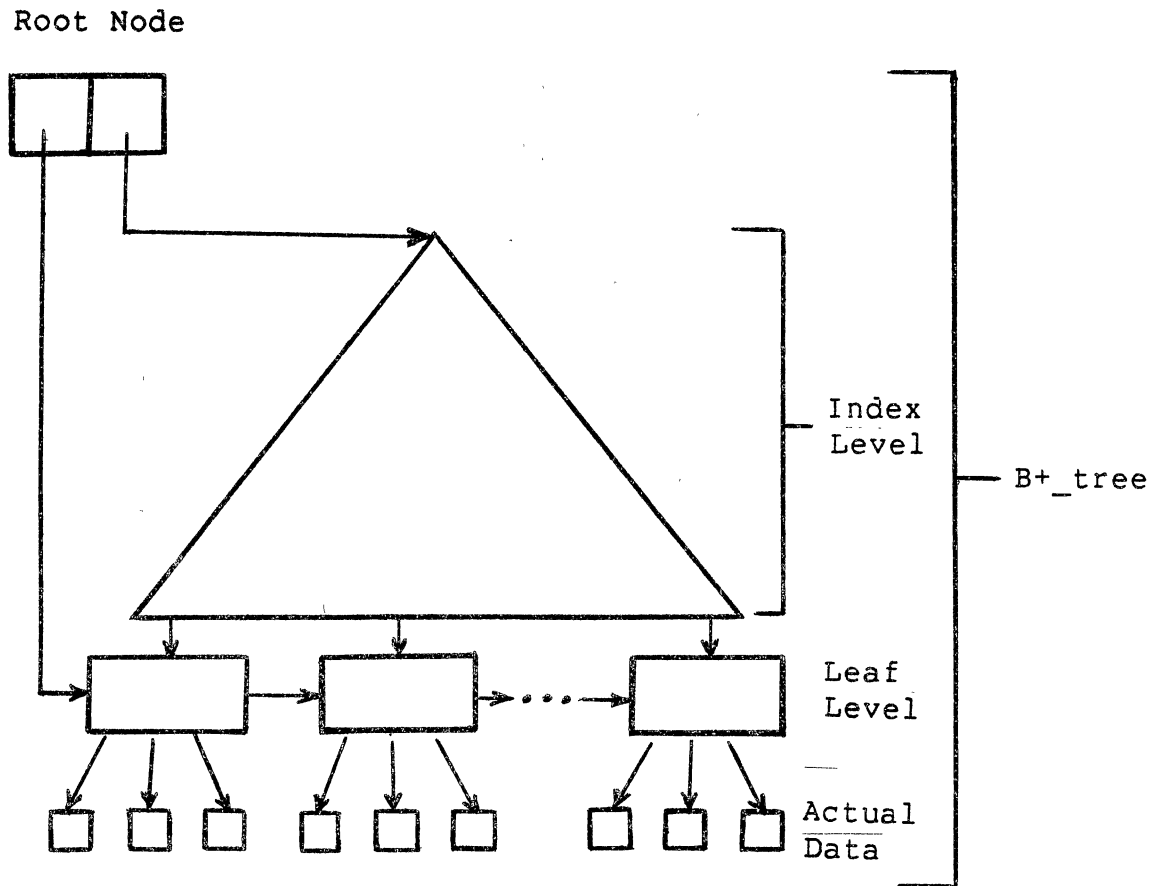 Root Node
Index
Level
B+_tree
Leaf
Level
Actual
Data